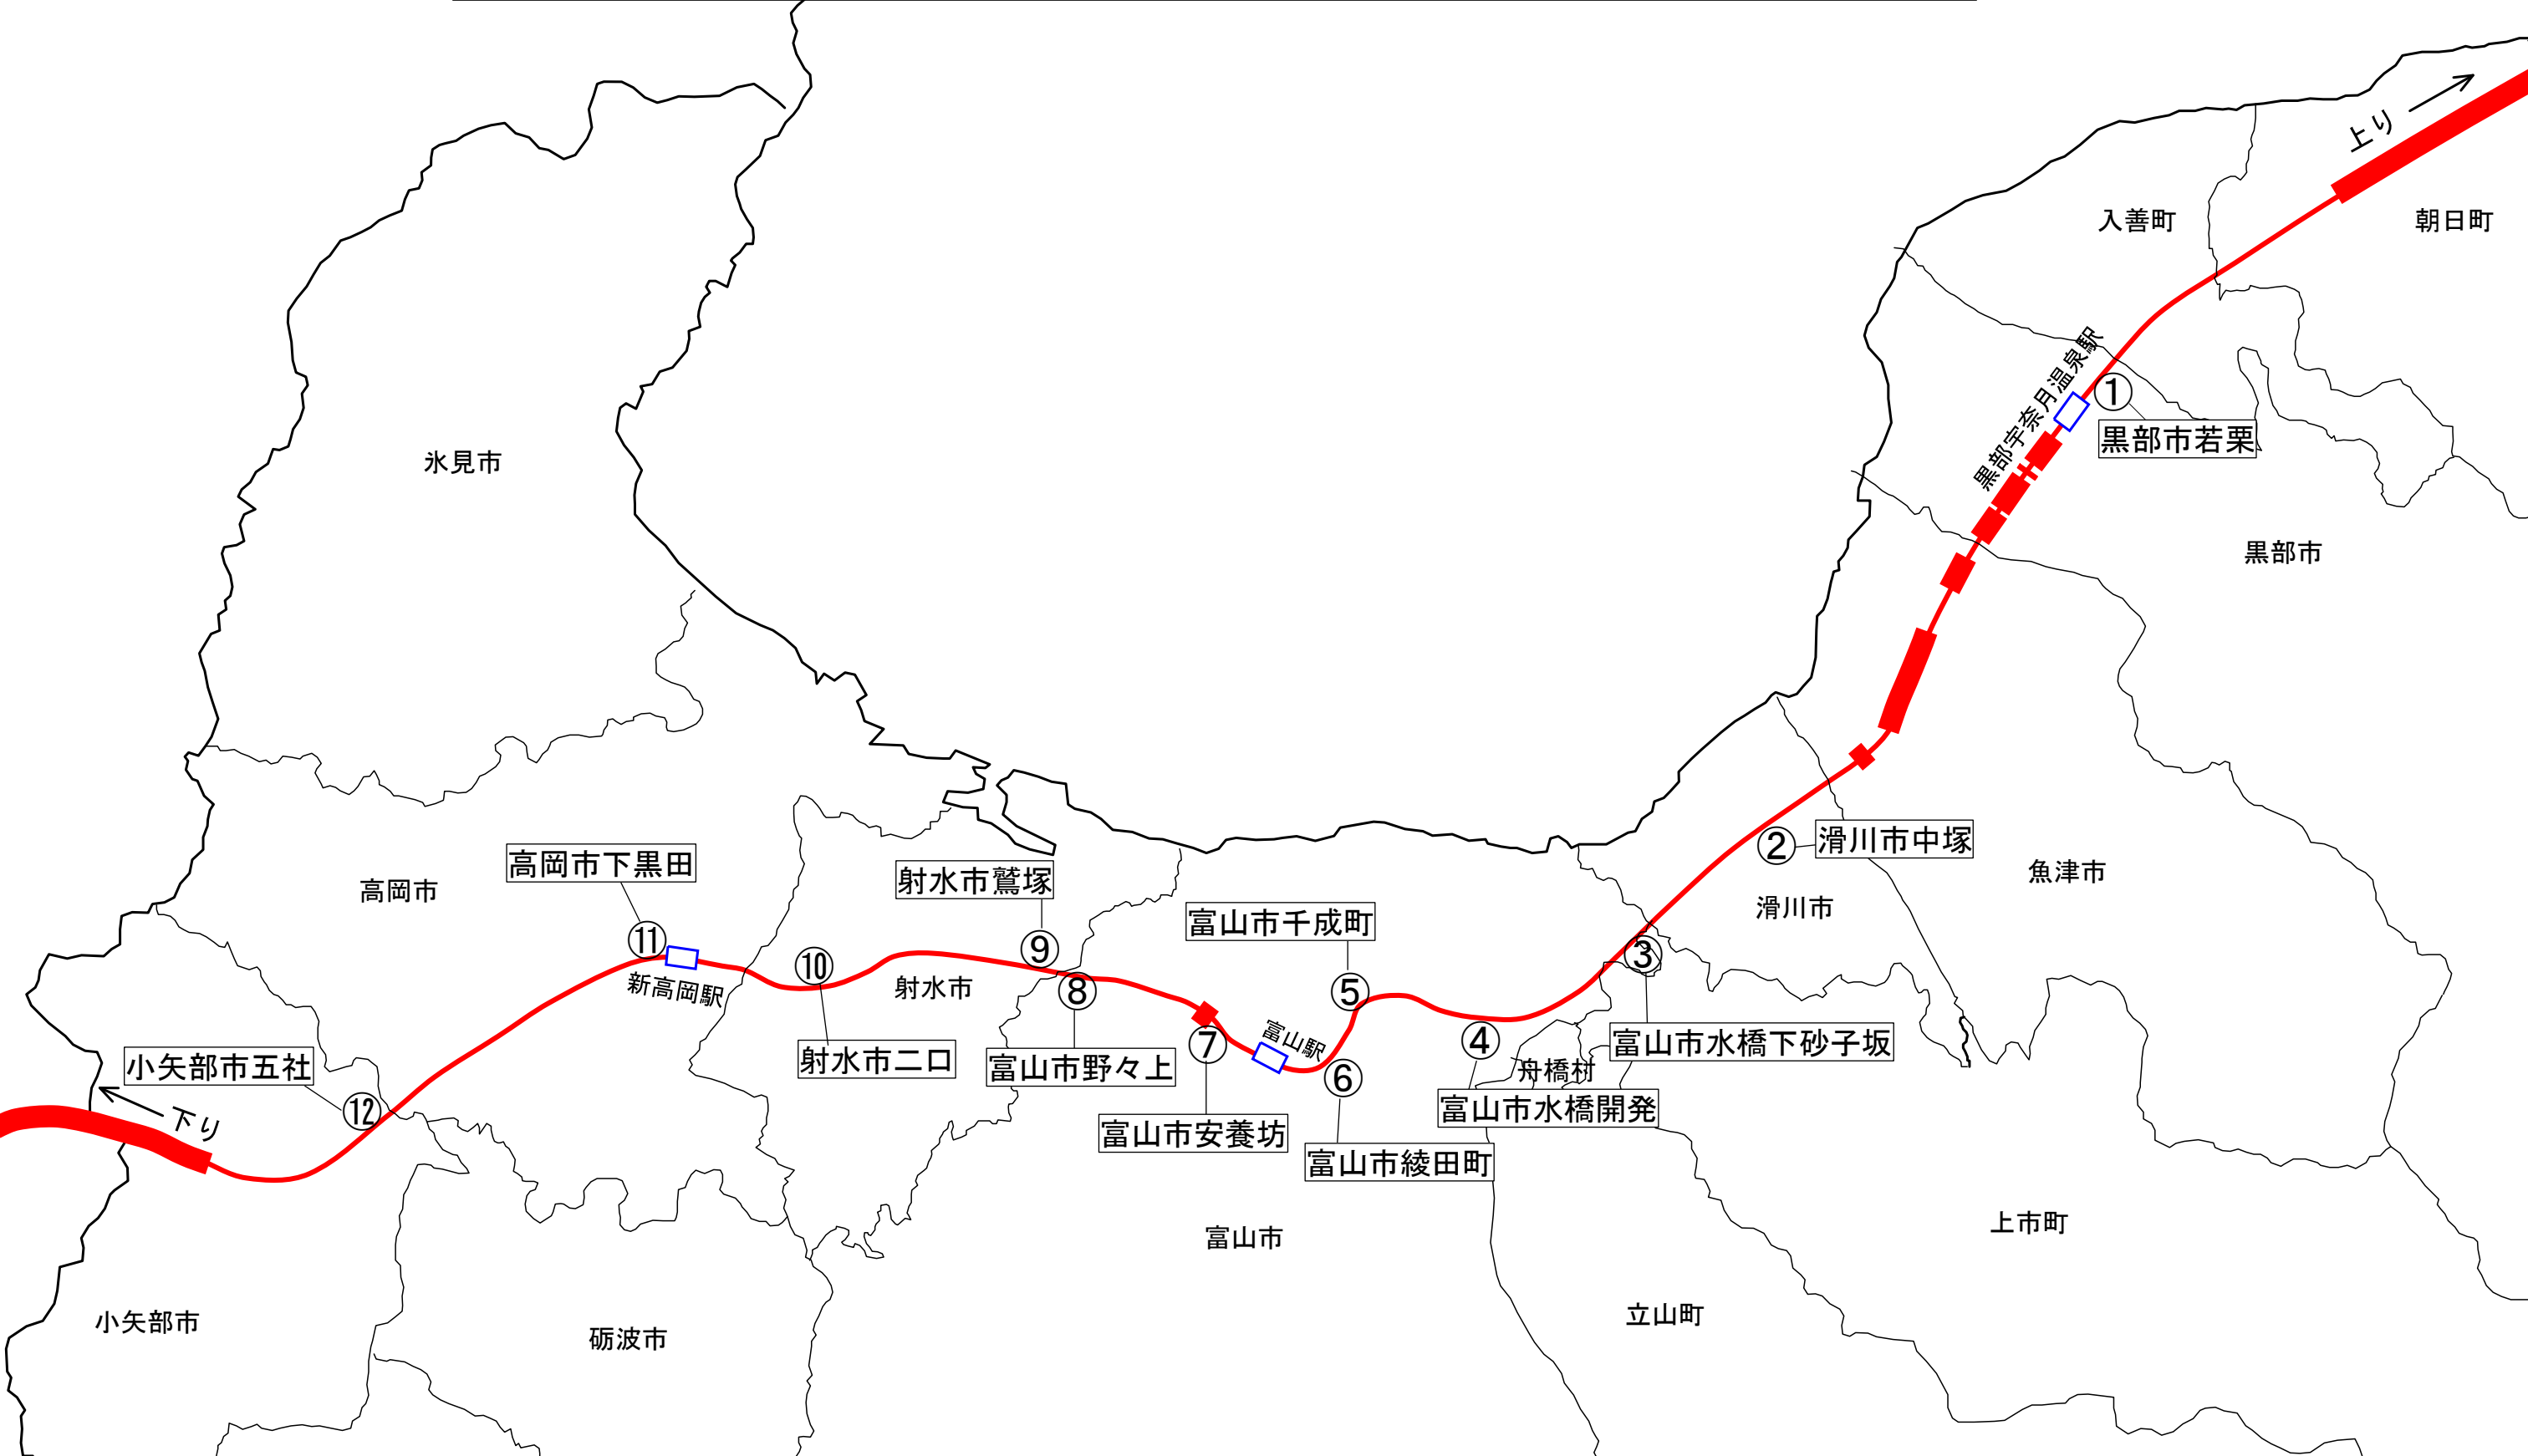 上り
入善町
朝日町
黒部宇奈月温泉駅
①
黒部市若栗
氷見市
黒部市
②
滑川市中塚
高岡市下黒田
射水市鷲塚
魚津市
高岡市
富山市千成町
滑川市
⑪
⑨
③
⑩
新高岡駅
射水市
⑧
⑤
富山駅
⑦
④
富山市水橋下砂子坂
小矢部市五社
射水市二口
富山市野々上
舟橋村
⑥
⑫
下り
富山市水橋開発
富山市安養坊
富山市綾田町
上市町
富山市
小矢部市
立山町
砺波市